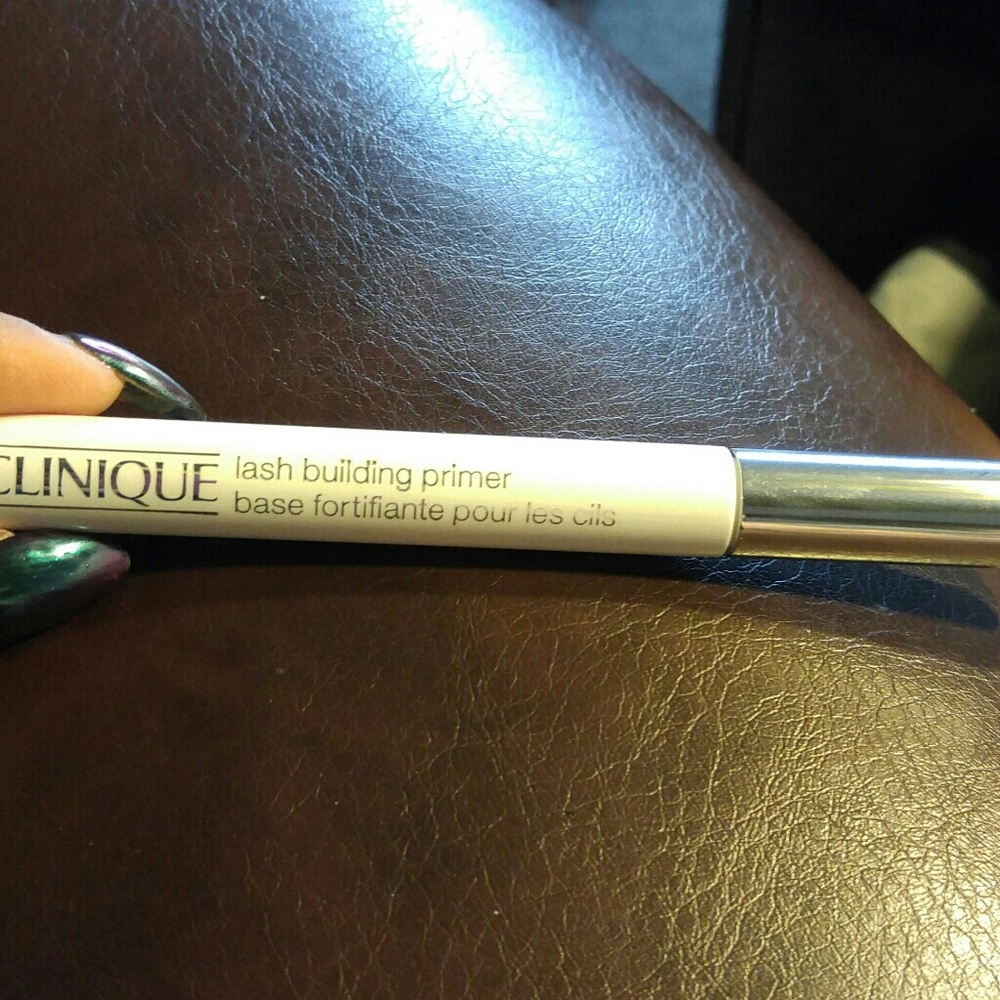 CLINIQUE
lash building primer
base fortifiante pour les cils